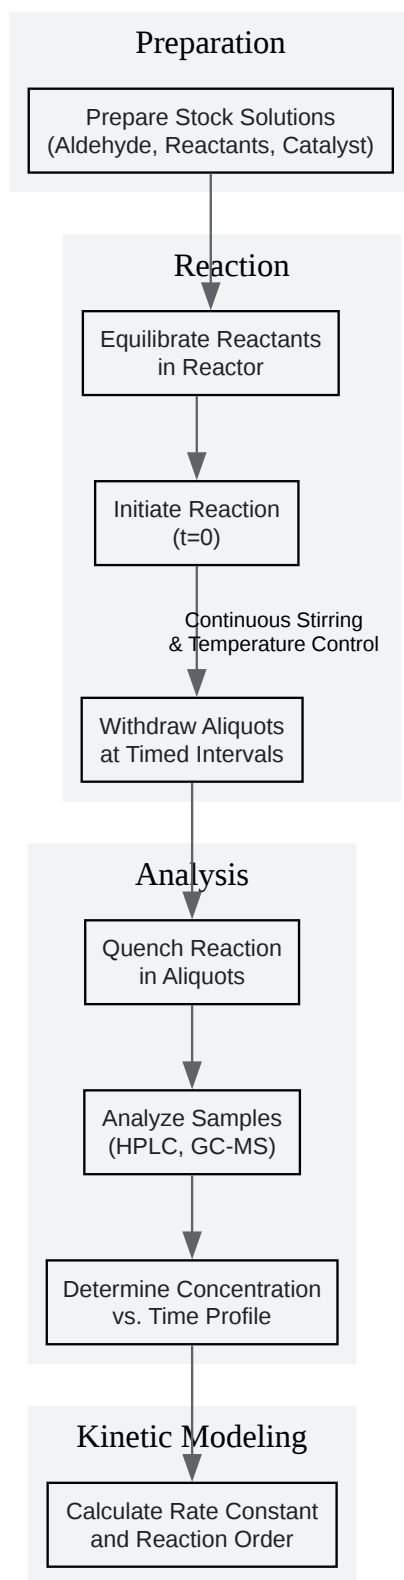 Preparation
Prepare Stock Solutions
(Aldehyde, Reactants, Catalyst)
Reaction
Equilibrate Reactants
in Reactor
Initiate Reaction
(t=0)
Continuous Stirring
& Temperature Control
Withdraw Aliquots
at Timed Intervals
Analysis
Quench Reaction
in Aliquots
Analyze Samples
(HPLC, GC-MS)
Determine Concentration
vs. Time Profile
Kinetic Modeling
Calculate Rate Constant
and Reaction Order